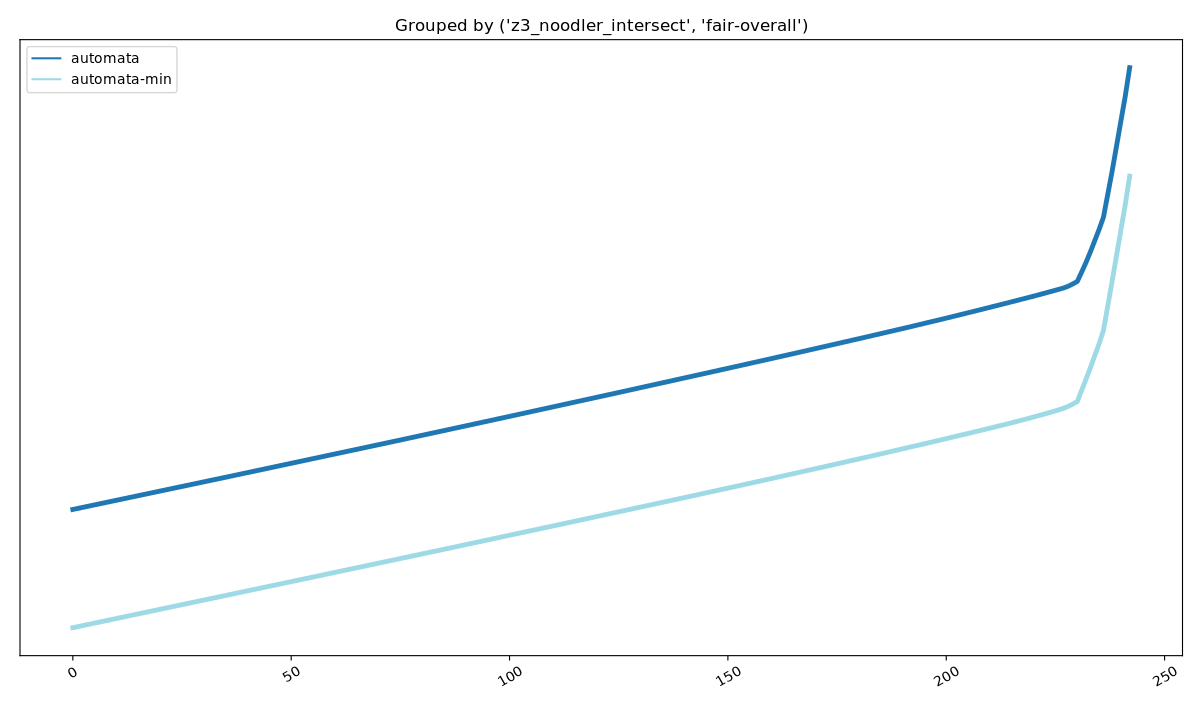 Grouped by ('z3_noodler_intersect', 'fair-overall')
automata
automata-min
0
50
100
150
200
250